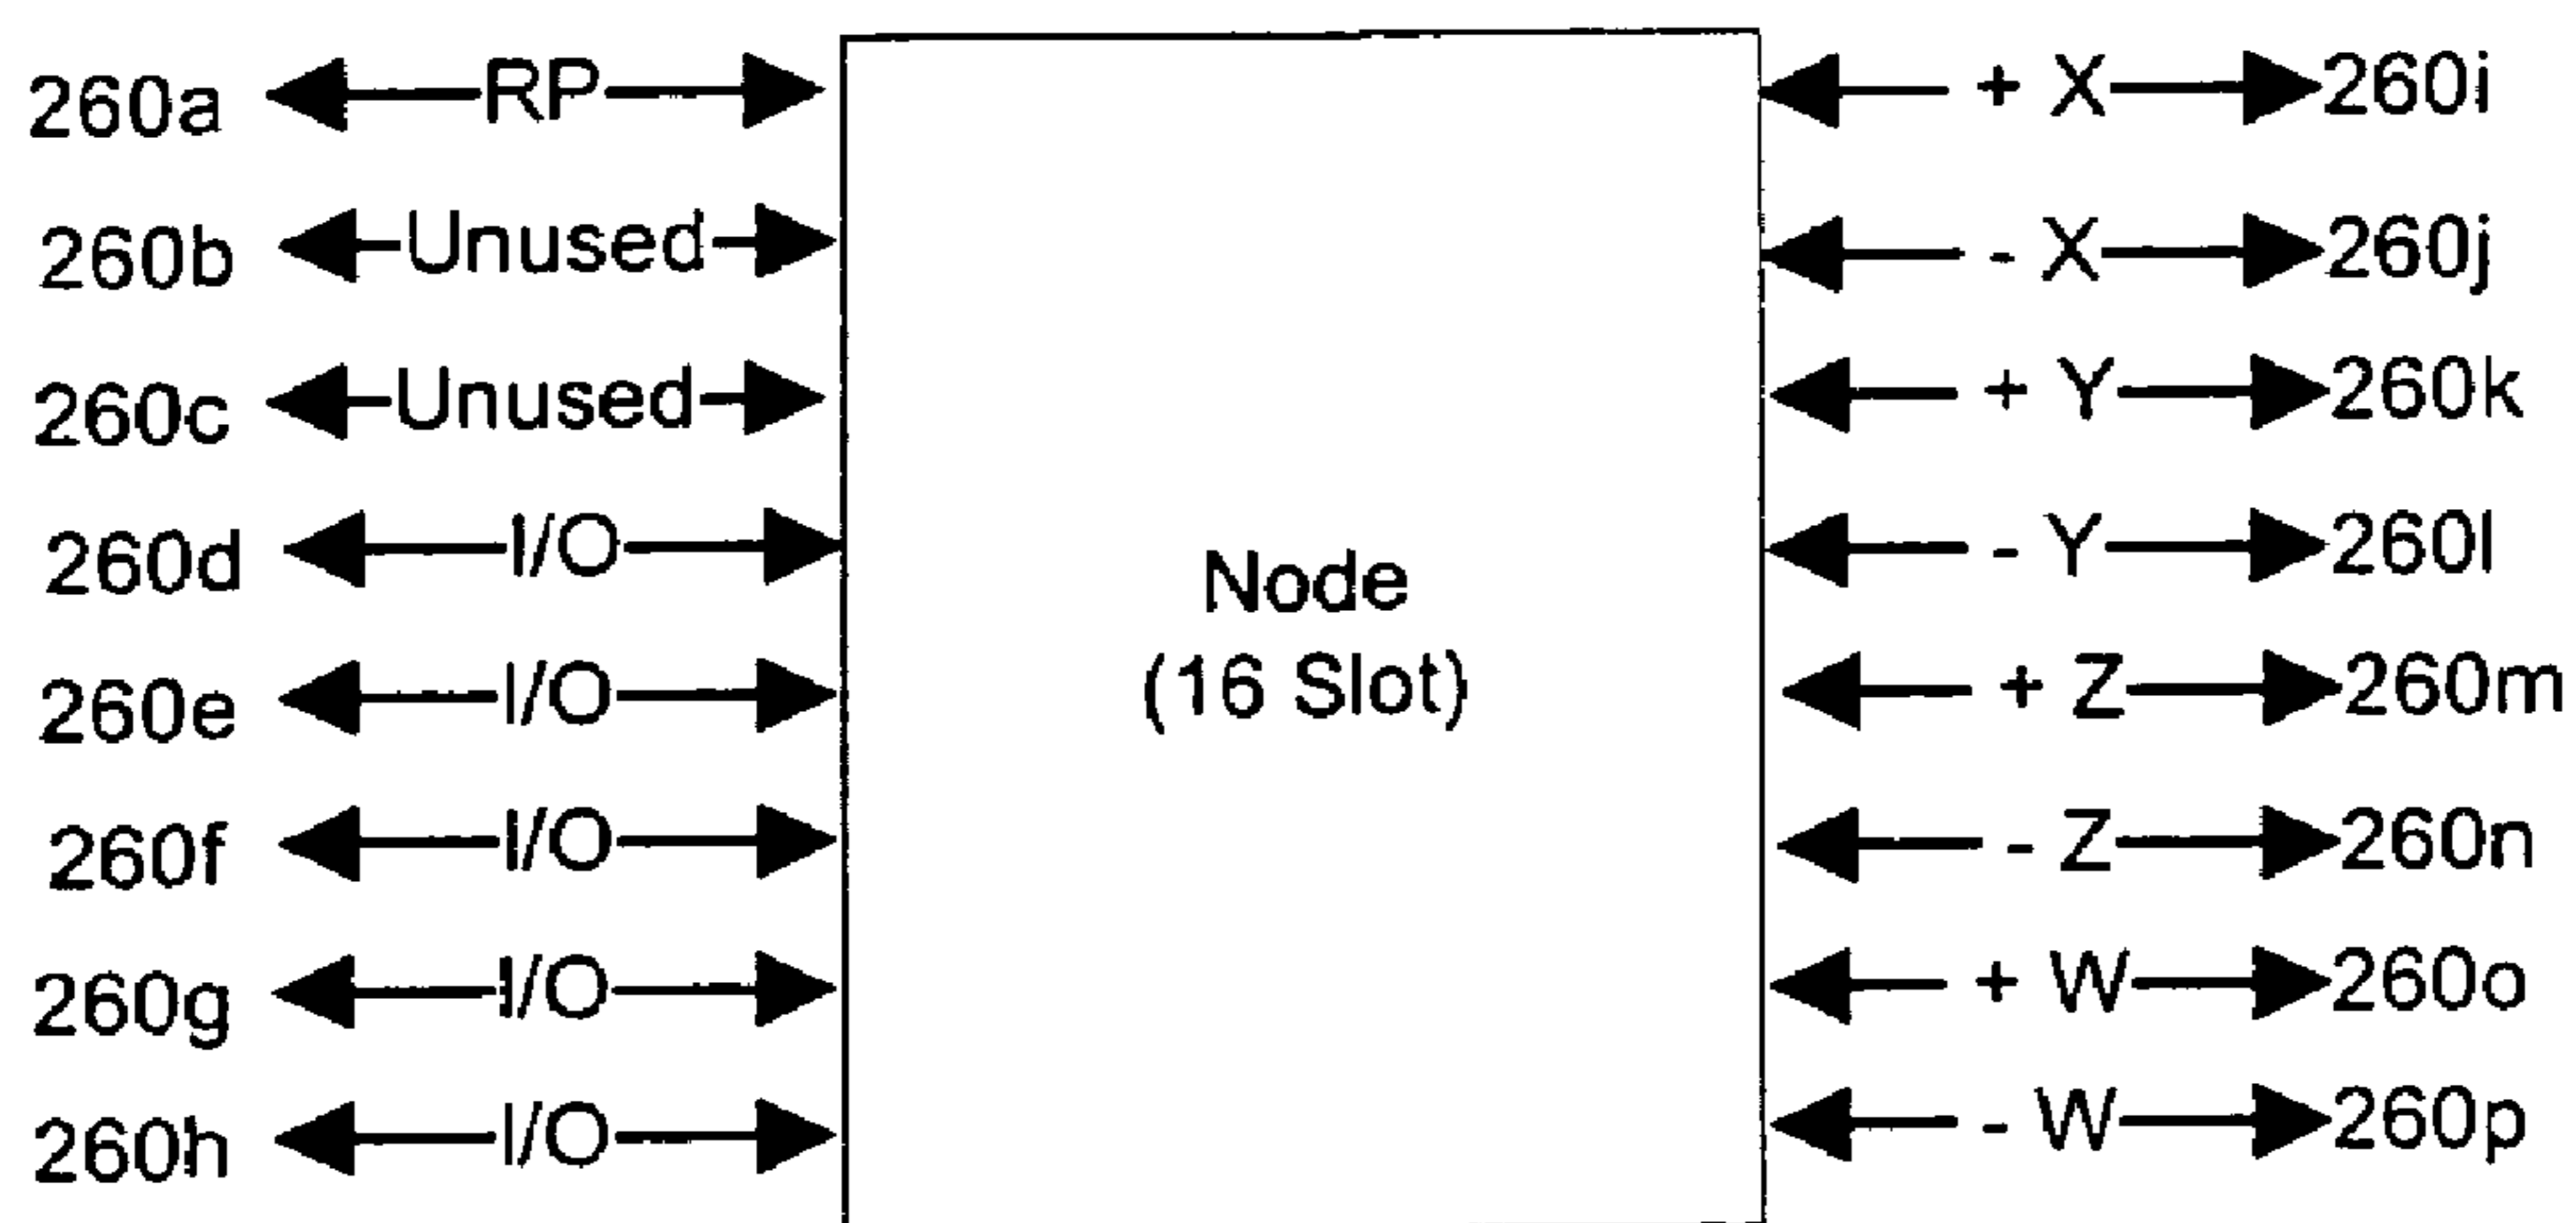 260a RP + X 260i
260b Unused - X 260j
260c Unused + Y 260k
260d I/O - Y 260l
260e I/O + Z 260m
260f I/O - Z 260n
260g I/O + W 260o
260h I/O - W 260p
Node
(16 Slot)